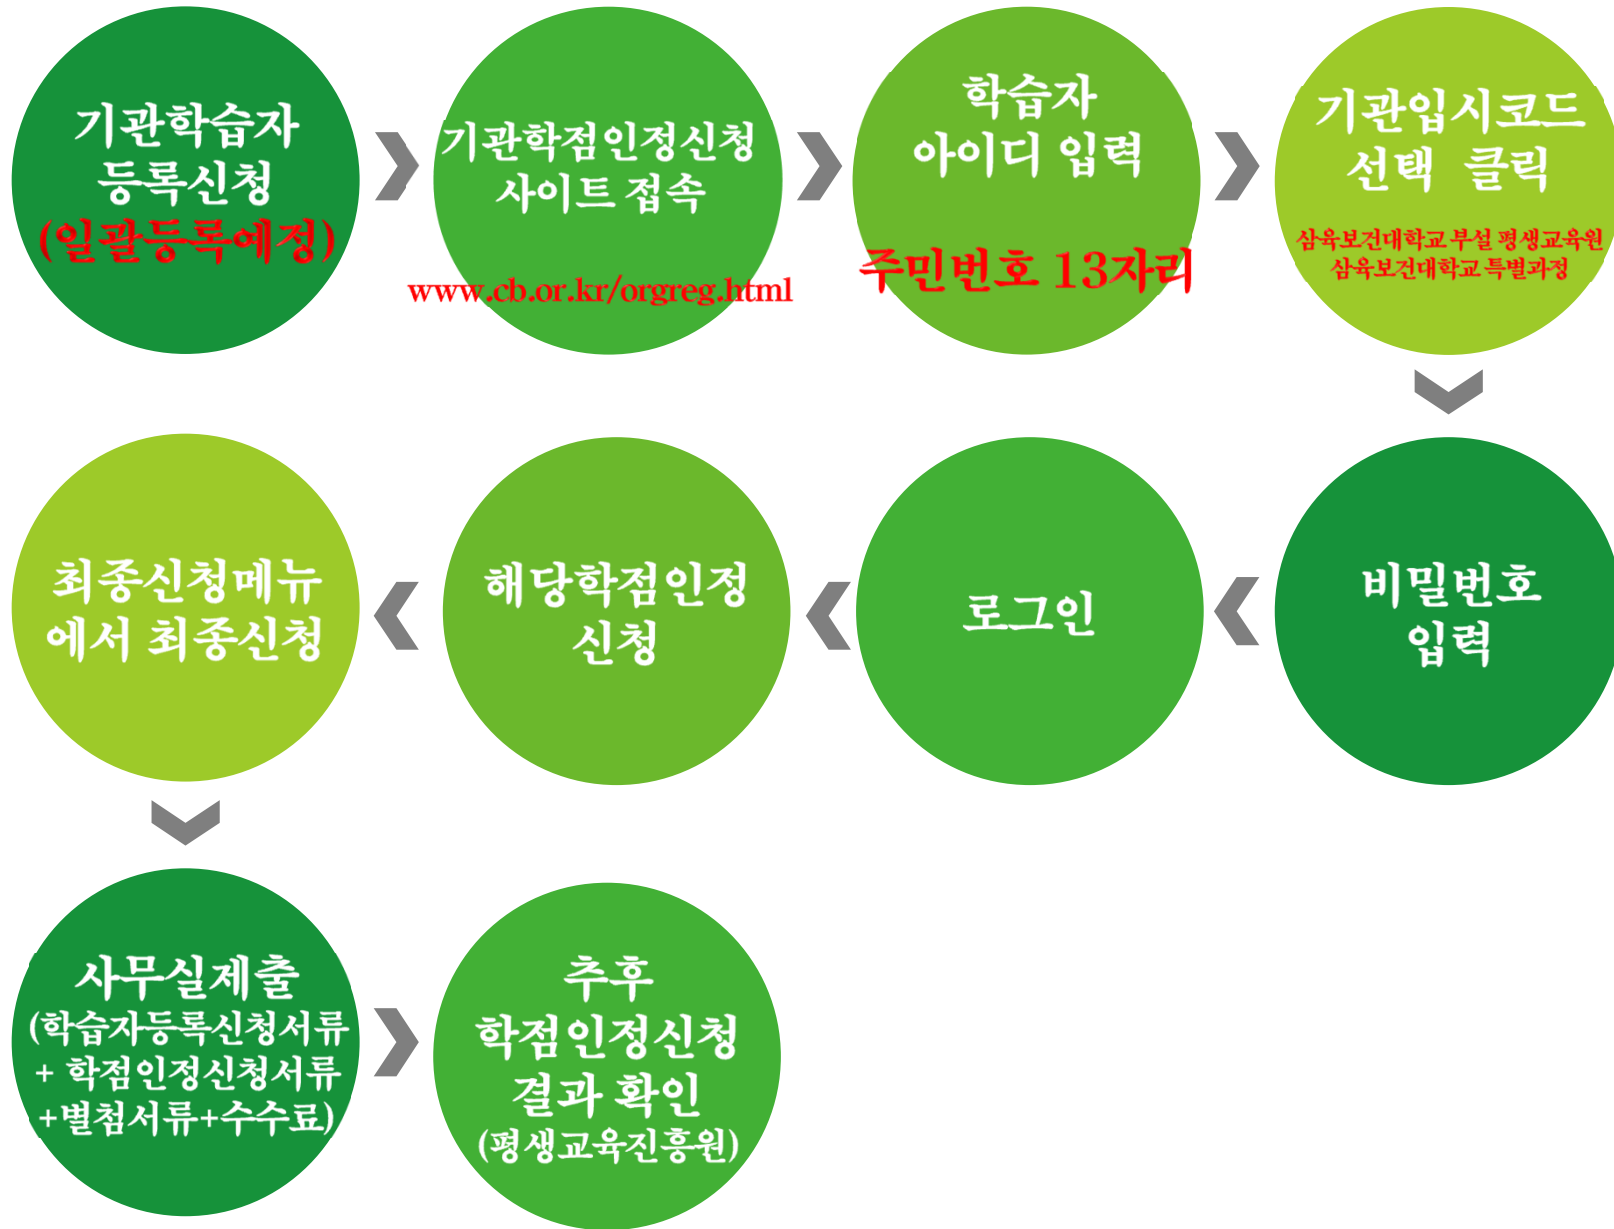 기관학습자
등록신청
(일괄등록예정)
기관학점인정신청
사이트 접속
www.cb.or.kr/orgreg.html
학습자
아이디 입력
주민번호 13자리
기관입시코드
선택 클릭
삼육보건대학교 부설 평생교육원
삼육보건대학교 특별과정
비밀번호
입력
로그인
해당학점인정
신청
최종신청메뉴
에서 최종신청
사무실제출
(학습자등록신청서류
+ 학점인정신청서류
+별첨서류+수수료)
추후
학점인정신청
결과 확인
(평생교육진흥원)